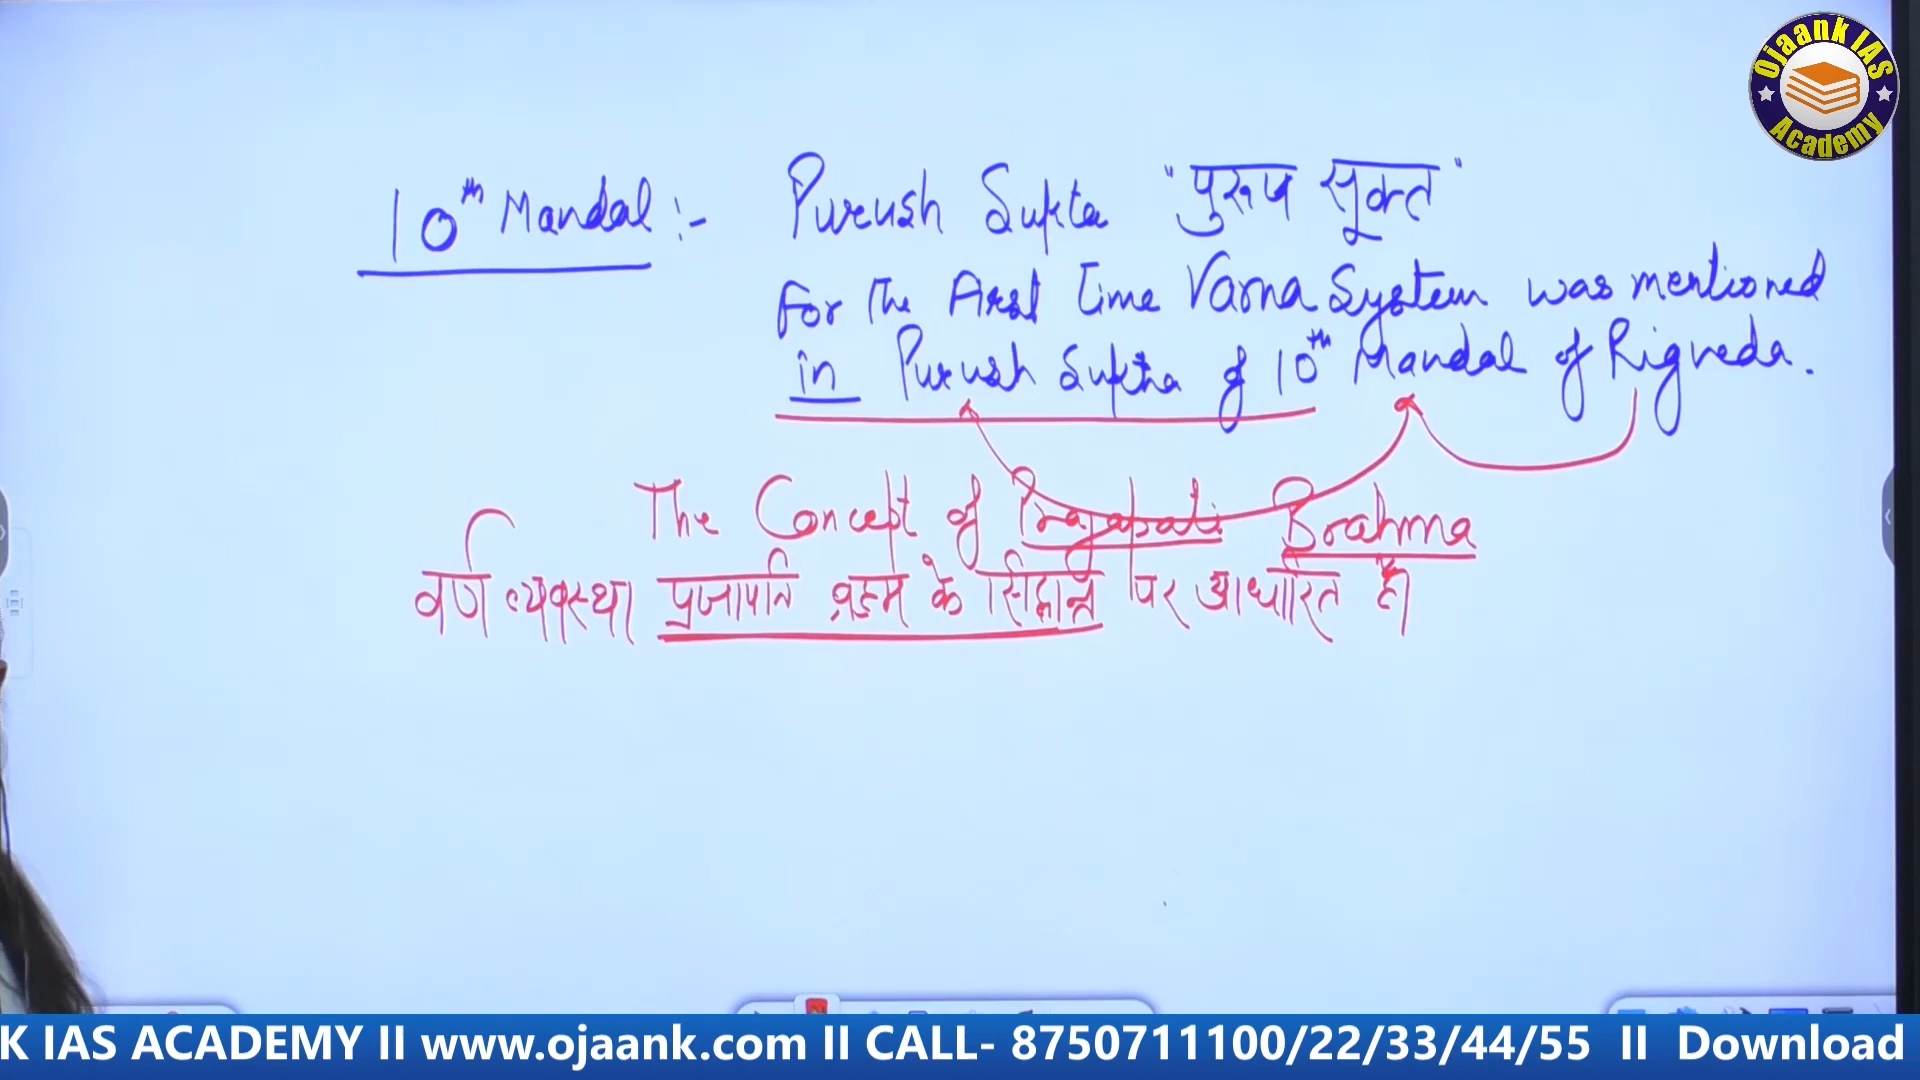 Ojaank IAS Academy
10th Mandal :- Purush Sukta "पुरुष सूक्त"
For The First Time Varna System was mentioned
in Purush Suktha of 10th Mandal of Rigveda.
The Concept of Prajapati Brahma
वर्ण व्यवस्था प्रजापति ब्रह्म के सिद्धान्त पर आधारित है।
K IAS ACADEMY II www.ojaank.com II CALL- 8750711100/22/33/44/55 II Download